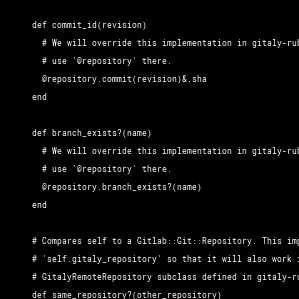 def commit_id(revision)
# We will override this implementation in gitaly-rub
# use '@repository' there.
@repository.commit(revision)&.sha
end
def branch_exists?(name)
# We will override this implementation in gitaly-rub
# use '@repository' there.
@repository.branch_exists?(name)
end
# Compares self to a Gitlab::Git::Repository. This imp
# 'self.gitaly_repository' so that it will also work i
# GitalyRemoteRepository subclass defined in gitaly-ru
def same_repository?(other_repository)